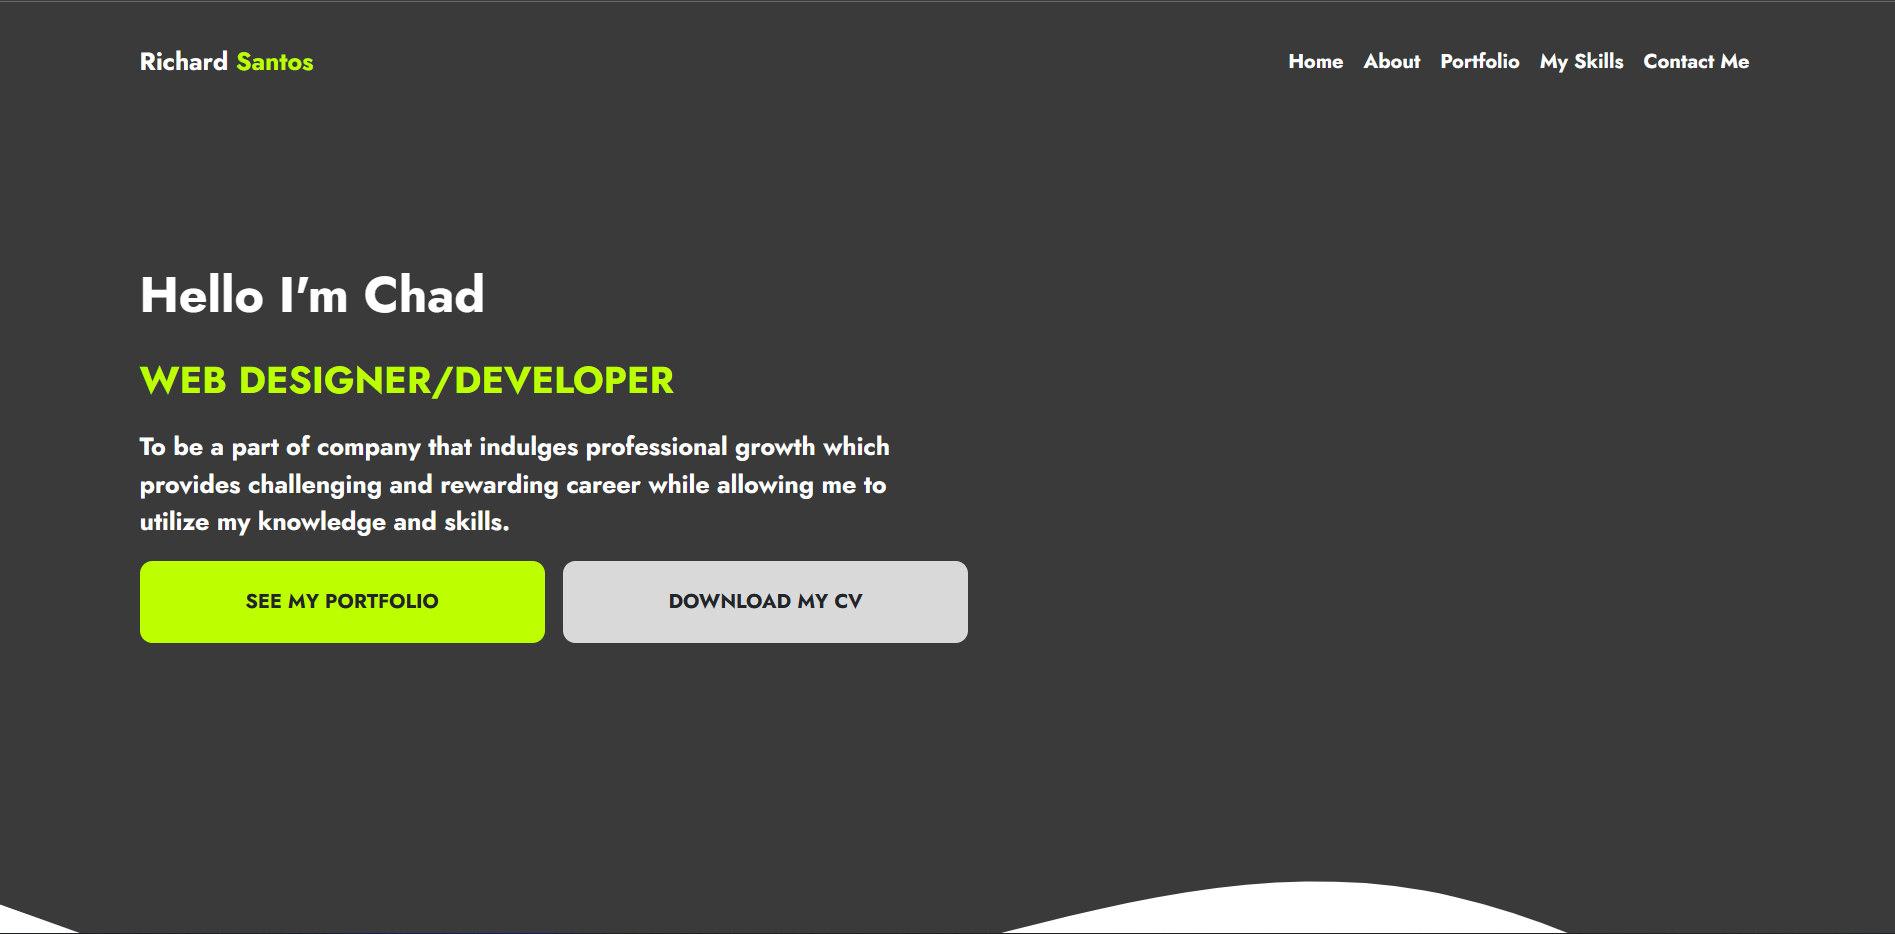 Richard Santos
Home About Portfolio My Skills Contact Me
Hello I'm Chad
WEB DESIGNER/DEVELOPER
To be a part of company that indulges professional growth which
provides challenging and rewarding career while allowing me to
utilize my knowledge and skills.
SEE MY PORTFOLIO
DOWNLOAD MY CV